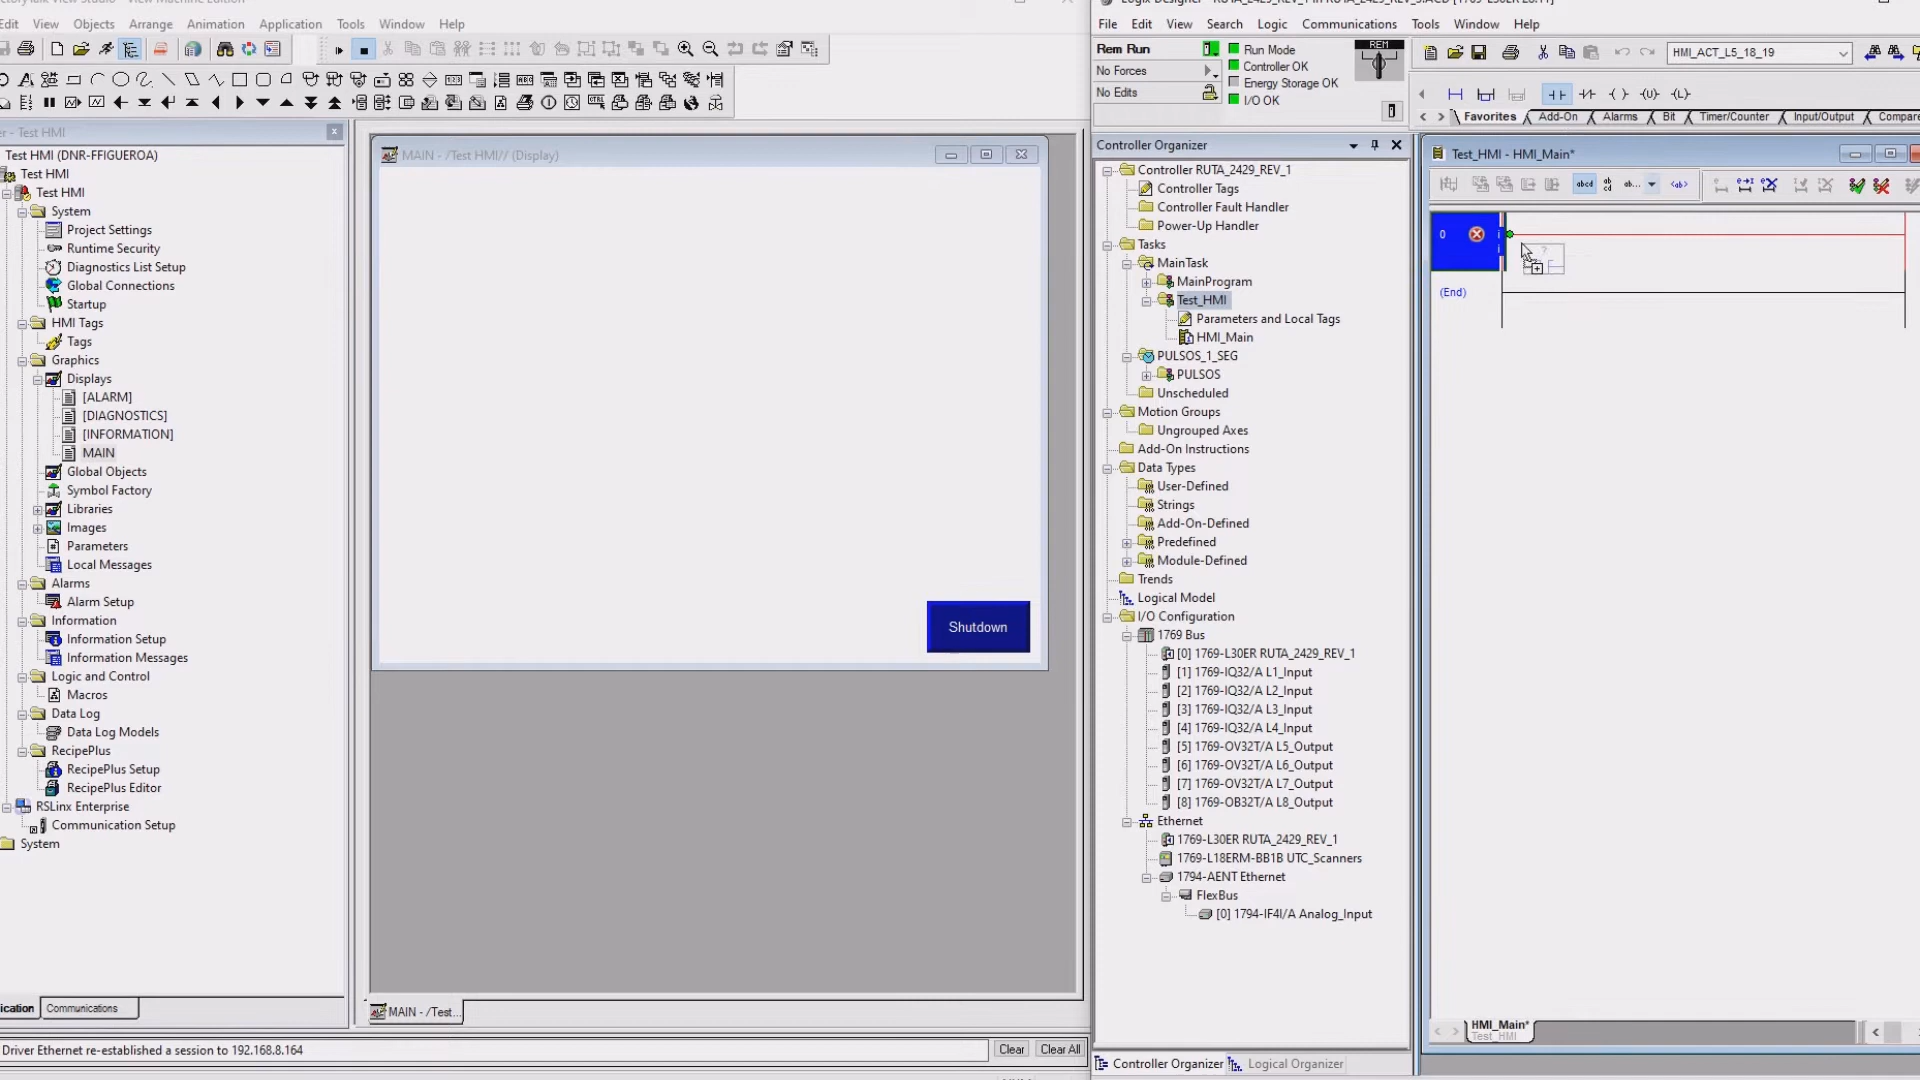 Edit View Objects Arrange Animation Application Tools Window Help
er - Test HMI
Test HMI (DNR-FFIGUEROA)
Test HMI
Test HMI
System
Project Settings
Runtime Security
Diagnostics List Setup
Global Connections
Startup
HMI Tags
Tags
Graphics
Displays
[ALARM]
[DIAGNOSTICS]
[INFORMATION]
MAIN
Global Objects
Symbol Factory
Libraries
Images
Parameters
Local Messages
Alarms
Alarm Setup
Information
Information Setup
Information Messages
Logic and Control
Macros
Data Log
Data Log Models
RecipePlus
RecipePlus Setup
RecipePlus Editor
RSLinx Enterprise
Communication Setup
System
ication Communications
MAIN - /Test HMI// (Display)
Shutdown
MAIN - /Test...
Driver Ethernet re-established a session to 192.168.8.164
Clear Clear All
File Edit View Search Logic Communications Tools Window Help
Rem Run
No Forces
No Edits
Run Mode
Controller OK
Energy Storage OK
I/O OK
REM
HMI_ACT_L5_18_19
Favorites Add-On Alarms Bit Timer/Counter Input/Output Compare
Controller Organizer
Controller RUTA_2429_REV_1
Controller Tags
Controller Fault Handler
Power-Up Handler
Tasks
MainTask
MainProgram
Test_HMI
Parameters and Local Tags
HMI_Main
PULSOS_1_SEG
PULSOS
Unscheduled
Motion Groups
Ungrouped Axes
Add-On Instructions
Data Types
User-Defined
Strings
Add-On-Defined
Predefined
Module-Defined
Trends
Logical Model
I/O Configuration
1769 Bus
[0] 1769-L30ER RUTA_2429_REV_1
[1] 1769-IQ32/A L1_Input
[2] 1769-IQ32/A L2_Input
[3] 1769-IQ32/A L3_Input
[4] 1769-IQ32/A L4_Input
[5] 1769-OV32T/A L5_Output
[6] 1769-OV32T/A L6_Output
[7] 1769-OV32T/A L7_Output
[8] 1769-OB32T/A L8_Output
Ethernet
1769-L30ER RUTA_2429_REV_1
1769-L18ERM-BB1B UTC_Scanners
1794-AENT Ethernet
FlexBus
[0] 1794-IF4I/A Analog_Input
Controller Organizer Logical Organizer
Test_HMI - HMI_Main*
0
(End)
HMI_Main*
Test_HMI